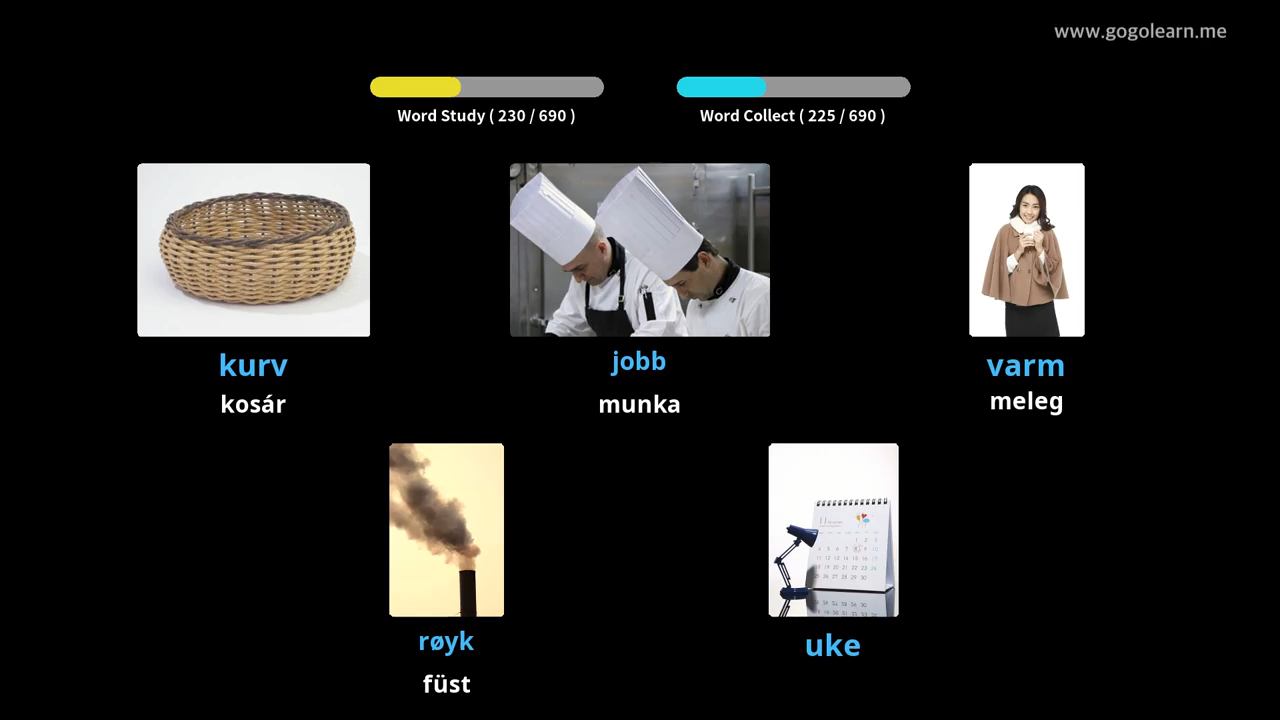 www.gogolearn.me
Word Study ( 230 / 690 )
Word Collect ( 225 / 690 )
kurv
kosár
jobb
munka
varm
meleg
røyk
füst
uke